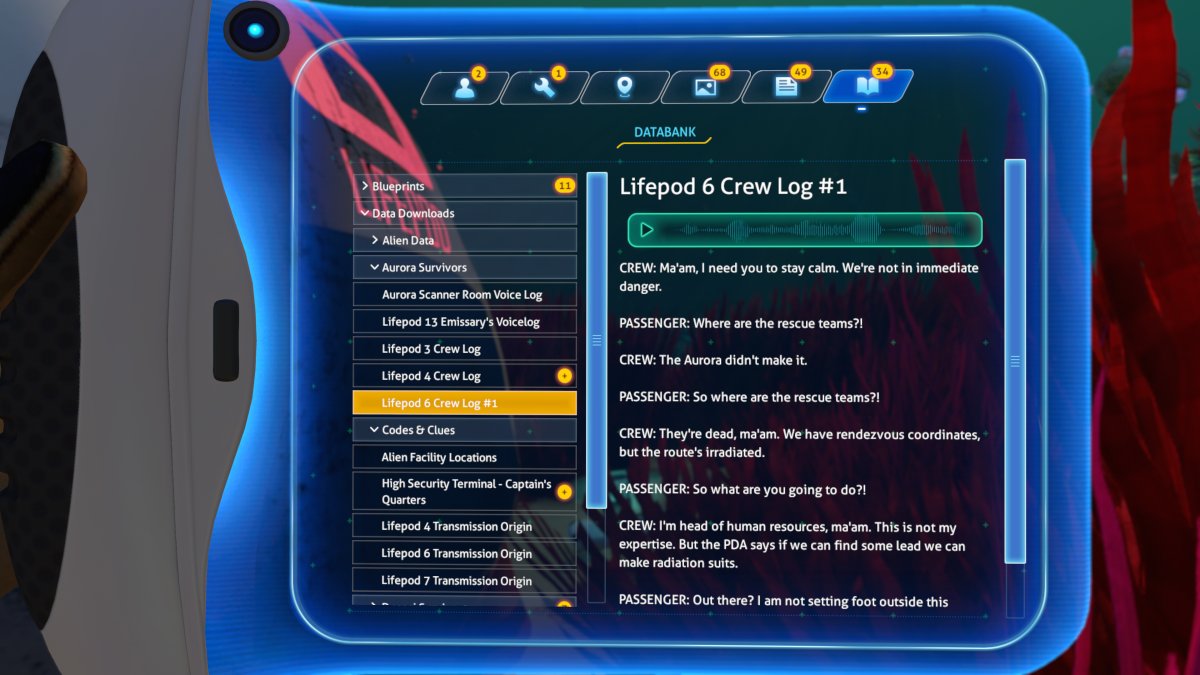 2
1
68
49
34
DATABANK
Blueprints
11
Data Downloads
Alien Data
Aurora Survivors
Aurora Scanner Room Voice Log
Lifepod 13 Emissary's Voicelog
Lifepod 3 Crew Log
Lifepod 4 Crew Log
Lifepod 6 Crew Log #1
Codes & Clues
Alien Facility Locations
High Security Terminal - Captain's
Quarters
Lifepod 4 Transmission Origin
Lifepod 6 Transmission Origin
Lifepod 7 Transmission Origin
Lifepod 6 Crew Log #1
CREW: Ma'am, I need you to stay calm. We're not in immediate
danger.
PASSENGER: Where are the rescue teams?!
CREW: The Aurora didn't make it.
PASSENGER: So where are the rescue teams?!
CREW: They're dead, ma'am. We have rendezvous coordinates,
but the route's irradiated.
PASSENGER: So what are you going to do?!
CREW: I'm head of human resources, ma'am. This is not my
expertise. But the PDA says if we can find some lead we can
make radiation suits.
PASSENGER: Out there? I am not setting foot outside this